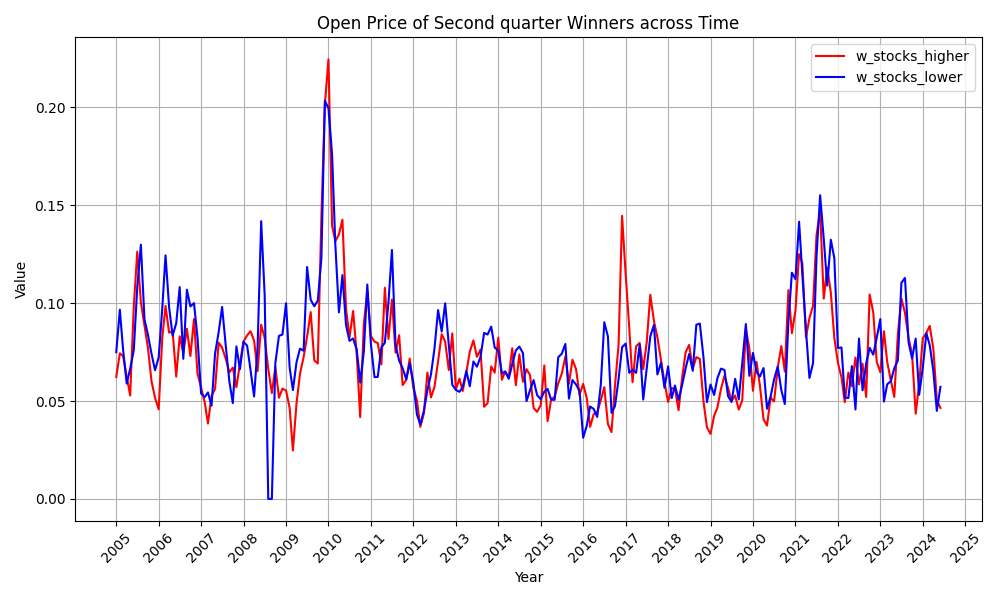 Open Price of Second quarter Winners across Time
w_stocks_higher
w_stocks_lower
Value
0.20
0.15
0.10
0.05
0.00
2005 2006 2007 2008 2009 2010 2011 2012 2013 2014 2015 2016 2017 2018 2019 2020 2021 2022 2023 2024 2025
Year